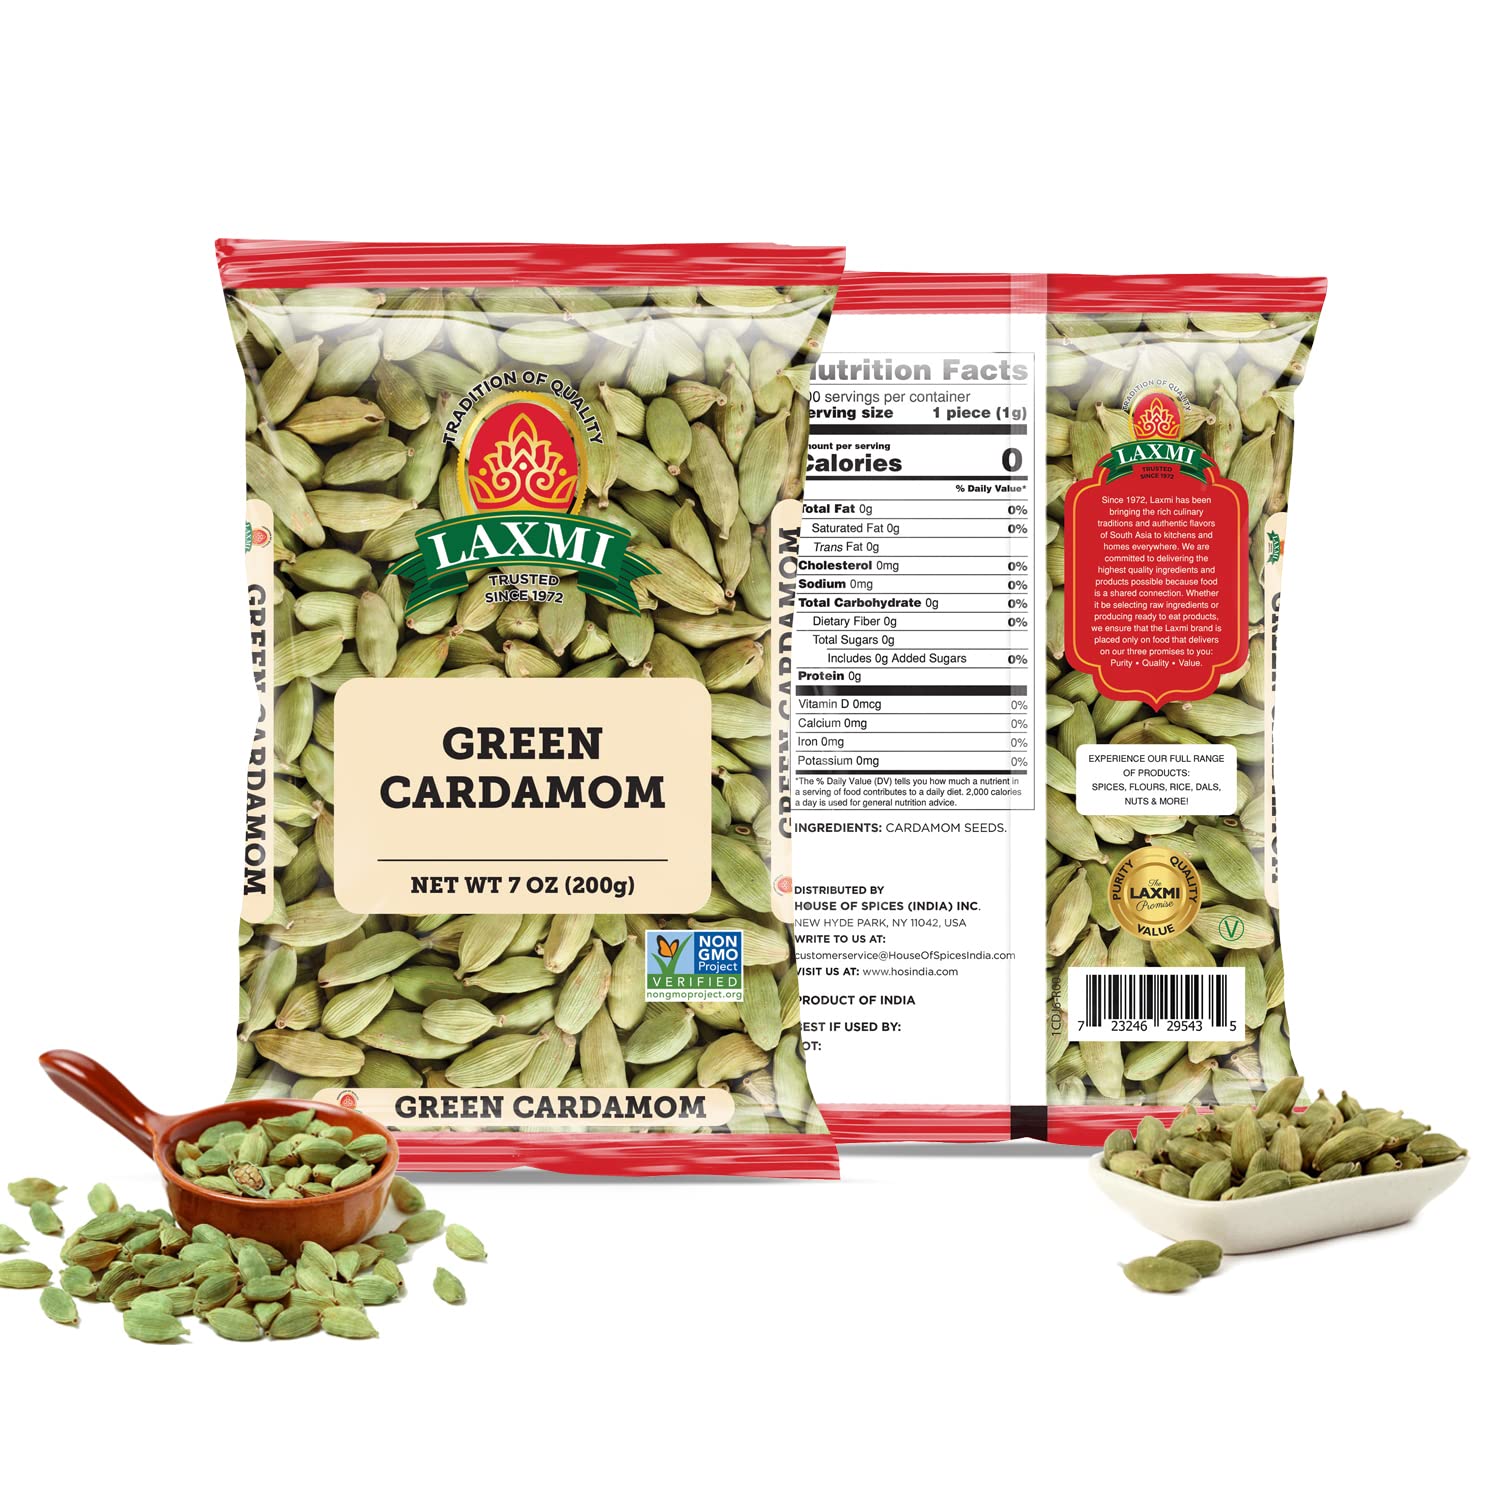 TRADITION OF QUALITY
LAXMI
TRUSTED
SINCE 1972
GREEN
CARDAMOM
NET WT 7 OZ (200g)
NON
GMO
Project
VERIFIED
nongmoproject.org
GREEN CARDAMOM
GREEN CARDAMOM
GREEN CARDAMOM
Nutrition Facts
servings per container
serving size 1 piece (1g)
Amount per serving
Calories 0
% Daily Value*
Total Fat 0g 0%
Saturated Fat 0g 0%
Trans Fat 0g
Cholesterol 0mg 0%
Sodium 0mg 0%
Total Carbohydrate 0g 0%
Dietary Fiber 0g 0%
Total Sugars 0g
Includes 0g Added Sugars 0%
Protein 0g
Vitamin D 0mcg 0%
Calcium 0mg 0%
Iron 0mg 0%
Potassium 0mg 0%
*The % Daily Value (DV) tells you how much a nutrient in
a serving of food contributes to a daily diet. 2,000 calories
a day is used for general nutrition advice.
INGREDIENTS: CARDAMOM SEEDS.
DISTRIBUTED BY
HOUSE OF SPICES (INDIA) INC.
NEW HYDE PARK, NY 11042, USA
WRITE TO US AT:
customerservice@HouseOfSpicesIndia.com
VISIT US AT: www.hosindia.com
PRODUCT OF INDIA
BEST IF USED BY:
LOT:
TRADITION OF QUALITY
LAXMI
TRUSTED
SINCE 1972
Since 1972, Laxmi has been
bringing the rich culinary
traditions and authentic flavors
of South Asia to kitchens and
homes everywhere. We are
committed to delivering the
highest quality ingredients and
products possible because food
is a shared connection. Whether
it be selecting raw ingredients or
producing ready to eat products,
we ensure that the Laxmi brand is
placed only on food that delivers
on our three promises to you:
Purity • Quality • Value.
EXPERIENCE OUR FULL RANGE
OF PRODUCTS:
SPICES, FLOURS, RICE, DALS,
NUTS & MORE!
PURITY
QUALITY
The
LAXMI
Promise
VALUE
V
7 23246 29543 5